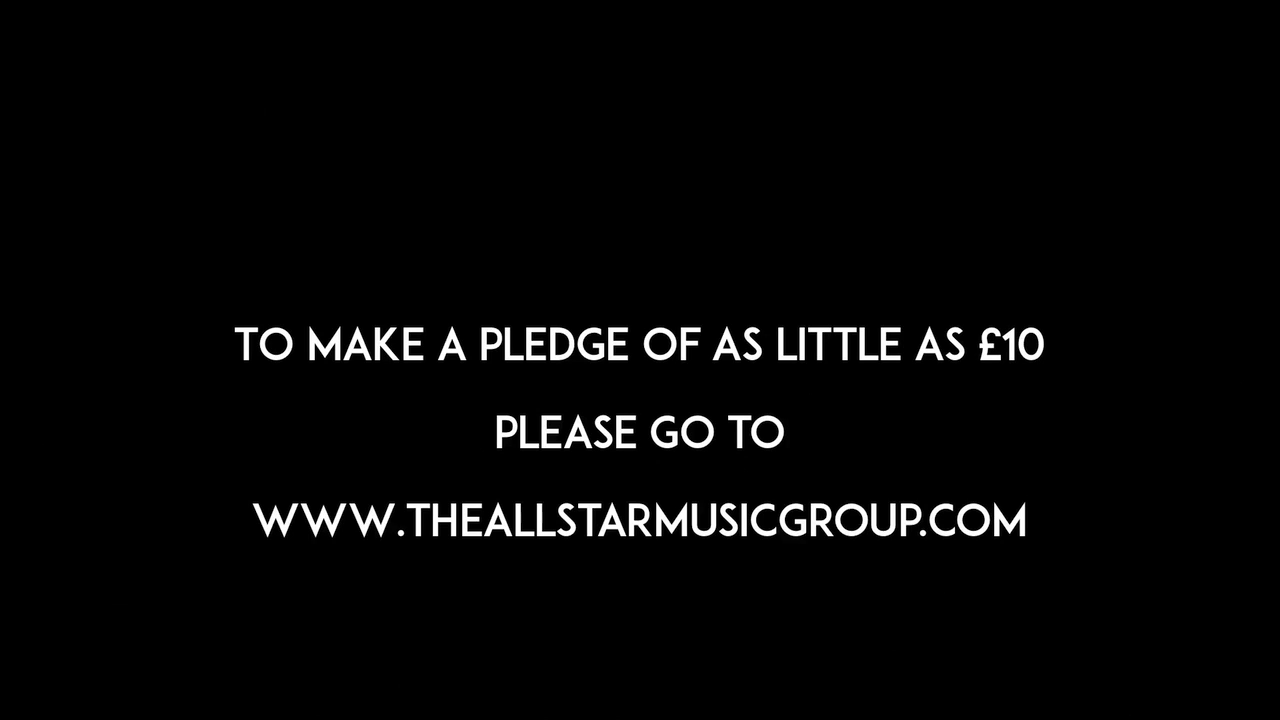 TO MAKE A PLEDGE OF AS LITTLE AS £10
PLEASE GO TO
WWW.THEALLSTARMUSICGROUP.COM